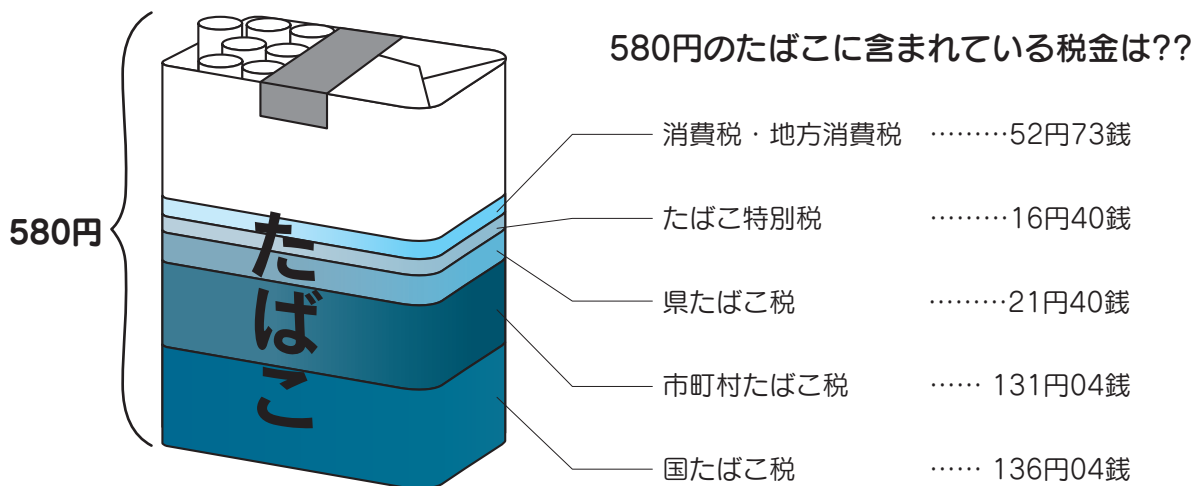 580円のたばこに含まれている税金は??
580円
たばこ
消費税・地方消費税 ………52円73銭
たばこ特別税 ………16円40銭
県たばこ税 ………21円40銭
市町村たばこ税 …… 131円04銭
国たばこ税 …… 136円04銭